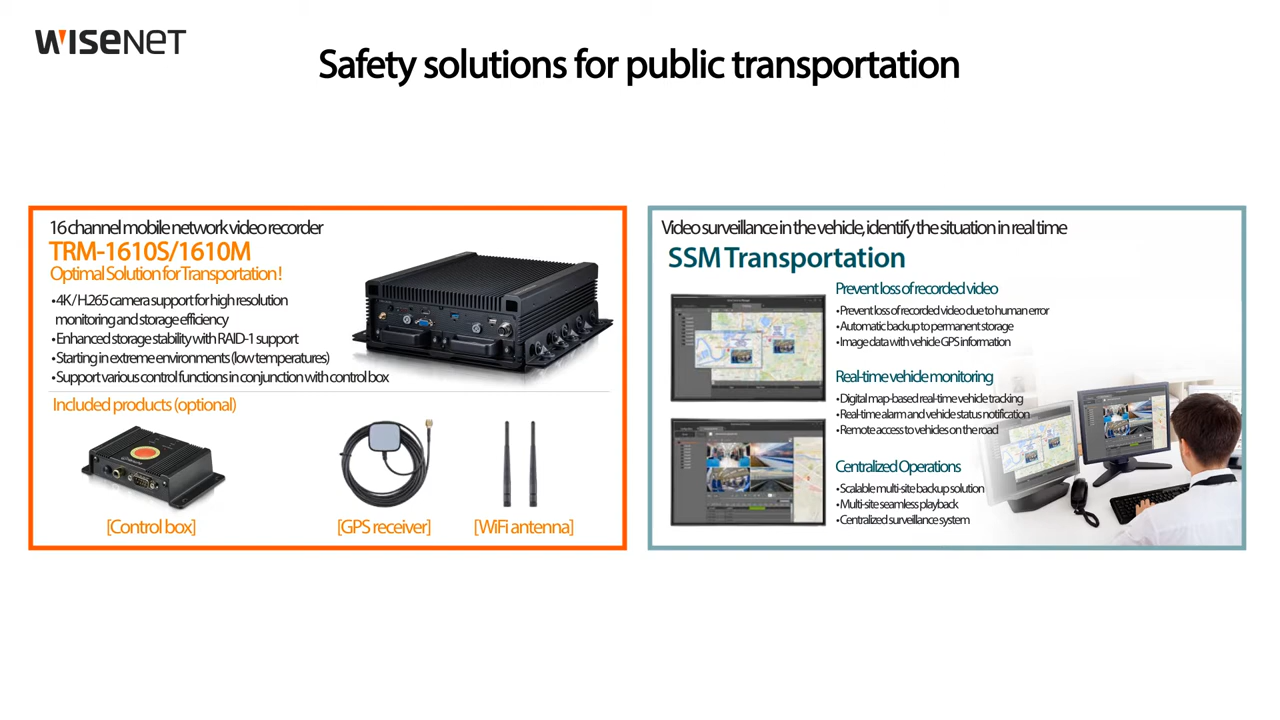 WISENET
Safety solutions for public transportation
16 channel mobile network video recorder
TRM-1610S/1610M
Optimal Solution for Transportation !
• 4K / H.265 camera support for high resolution
monitoring and storage efficiency
• Enhanced storage stability with RAID-1 support
• Starting in extreme environments (low temperatures)
• Support various control functions in conjunction with control box
Included products (optional)
[Control box]
[GPS receiver]
[WiFi antenna]
Video surveillance in the vehicle, identify the situation in real time
SSM Transportation
Prevent loss of recorded video
• Prevent loss of recorded video due to human error
• Automatic backup to permanent storage
• Image data with vehicle GPS information
Real-time vehicle monitoring
• Digital map-based real-time vehicle tracking
• Real-time alarm and vehicle status notification
• Remote access to vehicles on the road
Centralized Operations
• Scalable multi-site backup solution
• Multi-site seamless playback
• Centralized surveillance system